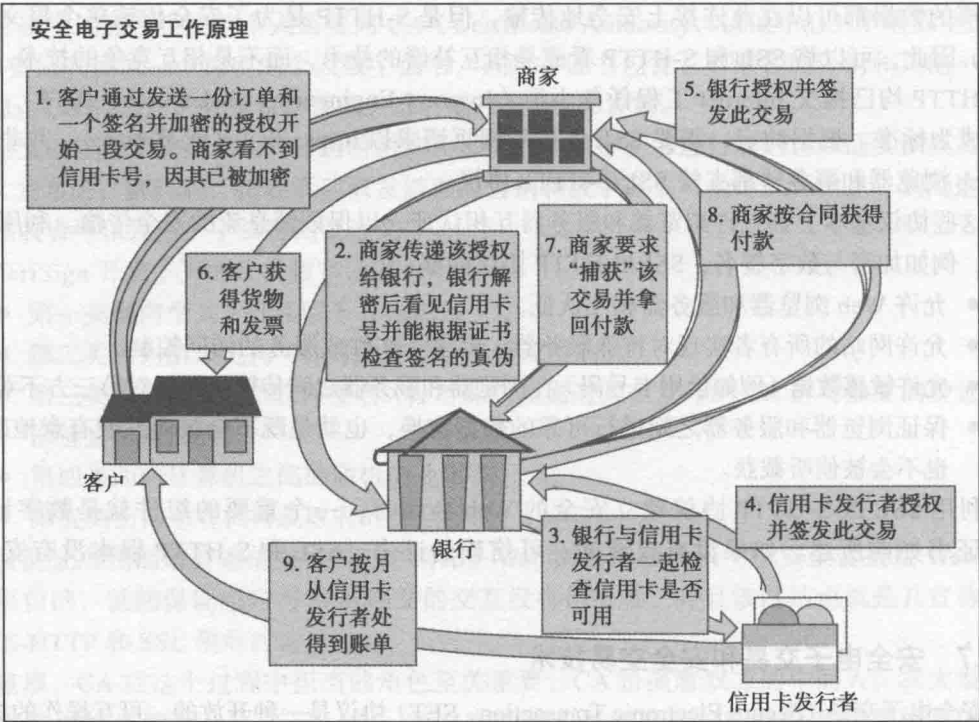 安全电子交易工作原理
1. 客户通过发送一份订单和
一个签名并加密的授权开
始一段交易。商家看不到
信用卡号，因其已被加密
商家
5. 银行授权并签
发此交易
6. 客户获
得货物
和发票
2. 商家传递该授权
给银行，银行解
密后看见信用卡
号并能根据证书
检查签名的真伪
7. 商家要求
“捕获”该
交易并拿
回付款
8. 商家按合同获得
付款
客户
银行
9. 客户按月
从信用卡
发行者处
得到账单
3. 银行与信用卡
发行者一起检
查信用卡是否
可用
4. 信用卡发行者授权
并签发此交易
信用卡发行者